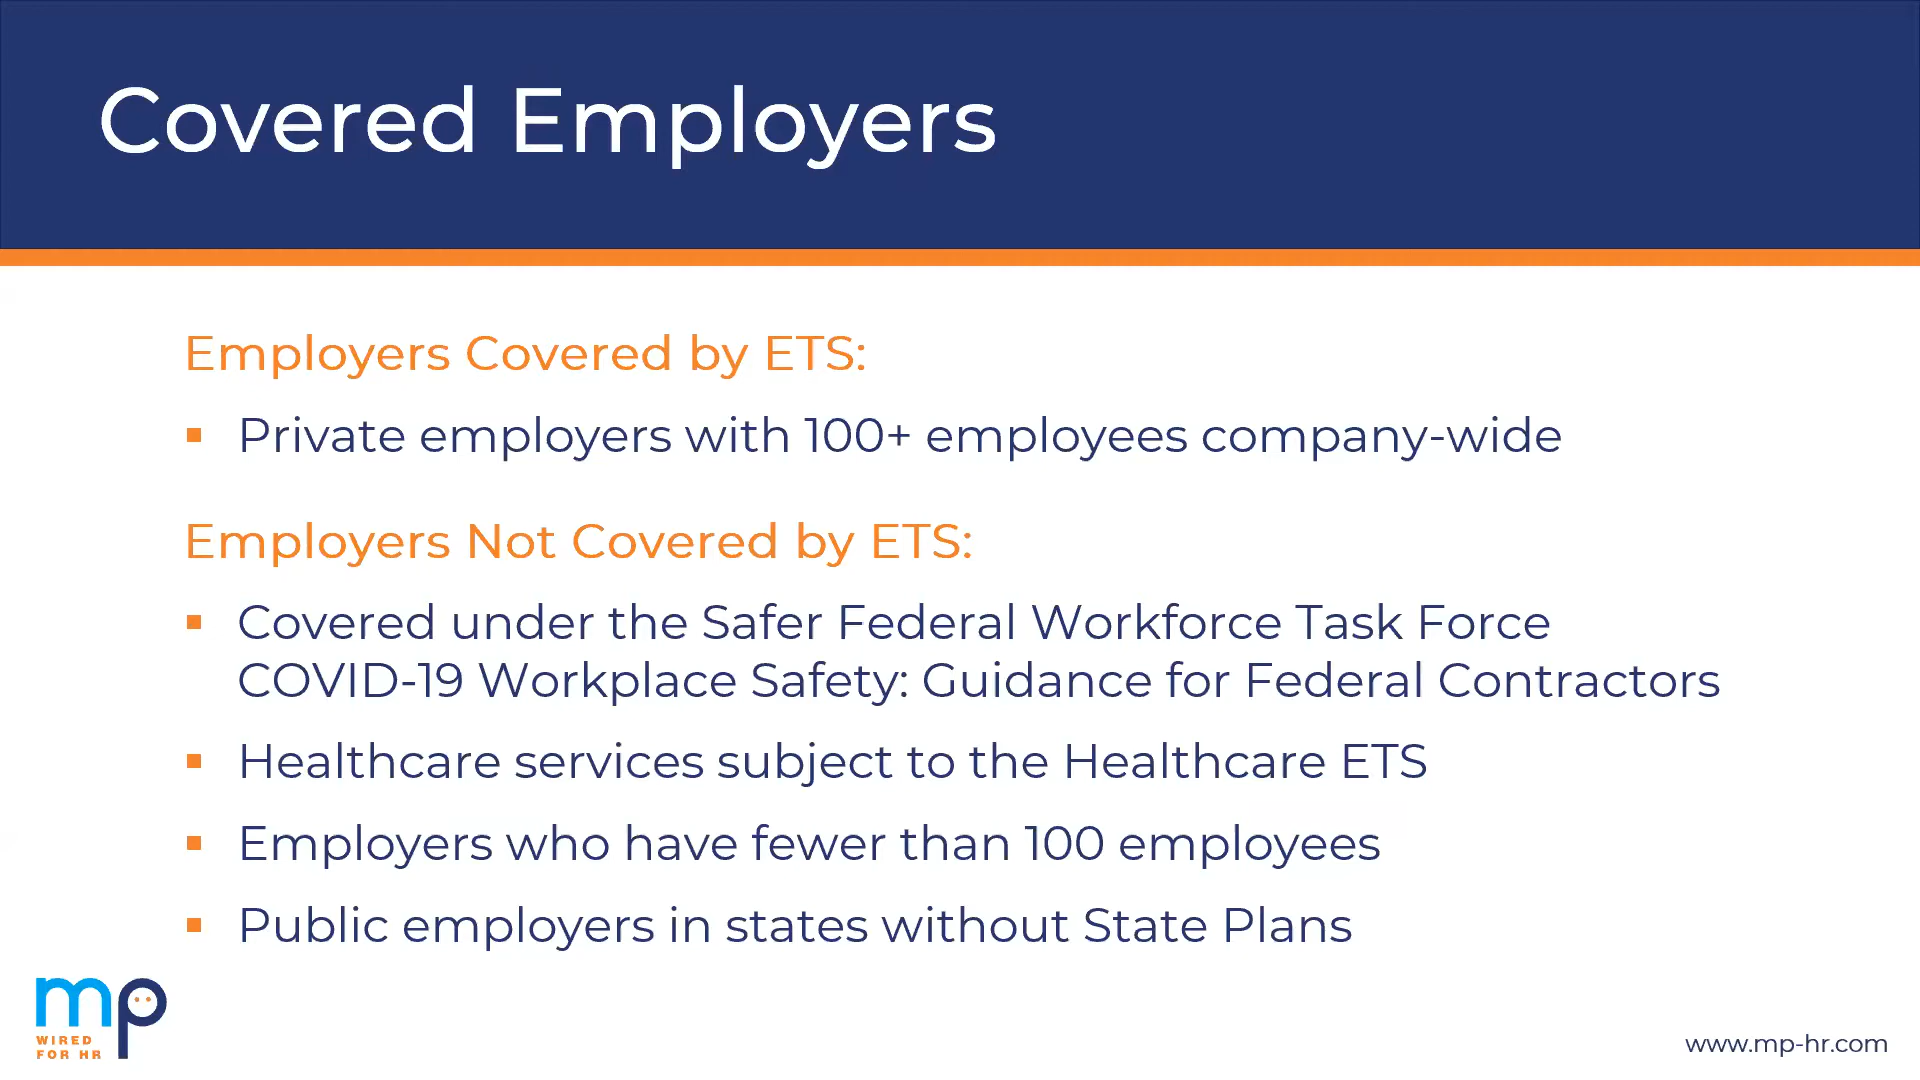 Covered Employers
Employers Covered by ETS:
▪ Private employers with 100+ employees company-wide
Employers Not Covered by ETS:
▪ Covered under the Safer Federal Workforce Task Force
COVID-19 Workplace Safety: Guidance for Federal Contractors
▪ Healthcare services subject to the Healthcare ETS
▪ Employers who have fewer than 100 employees
▪ Public employers in states without State Plans
mp
WIRED
FOR HR
www.mp-hr.com